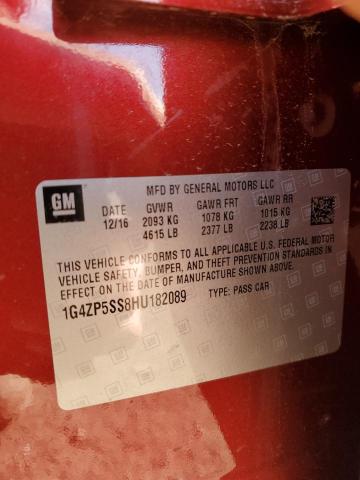 GM
MFD BY GENERAL MOTORS LLC
DATE GVWR GAWR FRT GAWR RR
12/16 2093 KG 1078 KG 1015 KG
4615 LB 2377 LB 2238 LB
THIS VEHICLE CONFORMS TO ALL APPLICABLE U.S. FEDERAL MOTOR
VEHICLE SAFETY, BUMPER, AND THEFT PREVENTION STANDARDS IN
EFFECT ON THE DATE OF MANUFACTURE SHOWN ABOVE.
1G4ZP5SS8HU182089 TYPE: PASS CAR